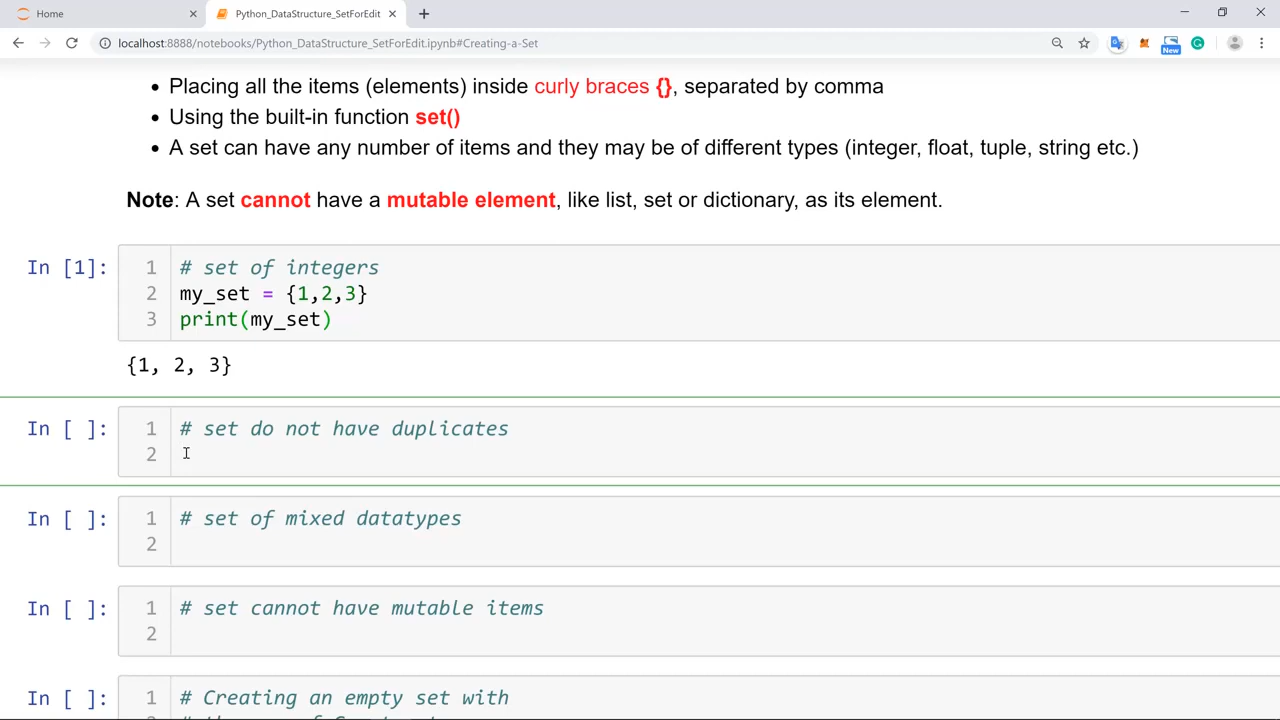 Home
Python_DataStructure_SetForEdit
localhost:8888/notebooks/Python_DataStructure_SetForEdit.ipynb#Creating-a-Set
New
• Placing all the items (elements) inside curly braces {}, separated by comma
• Using the built-in function set()
• A set can have any number of items and they may be of different types (integer, float, tuple, string etc.)
Note: A set cannot have a mutable element, like list, set or dictionary, as its element.
In [1]:
1 # set of integers
2 my_set = {1,2,3}
3 print(my_set)
{1, 2, 3}
In [ ]:
1 # set do not have duplicates
2
In [ ]:
1 # set of mixed datatypes
2
In [ ]:
1 # set cannot have mutable items
2
In [ ]:
1 # Creating an empty set with